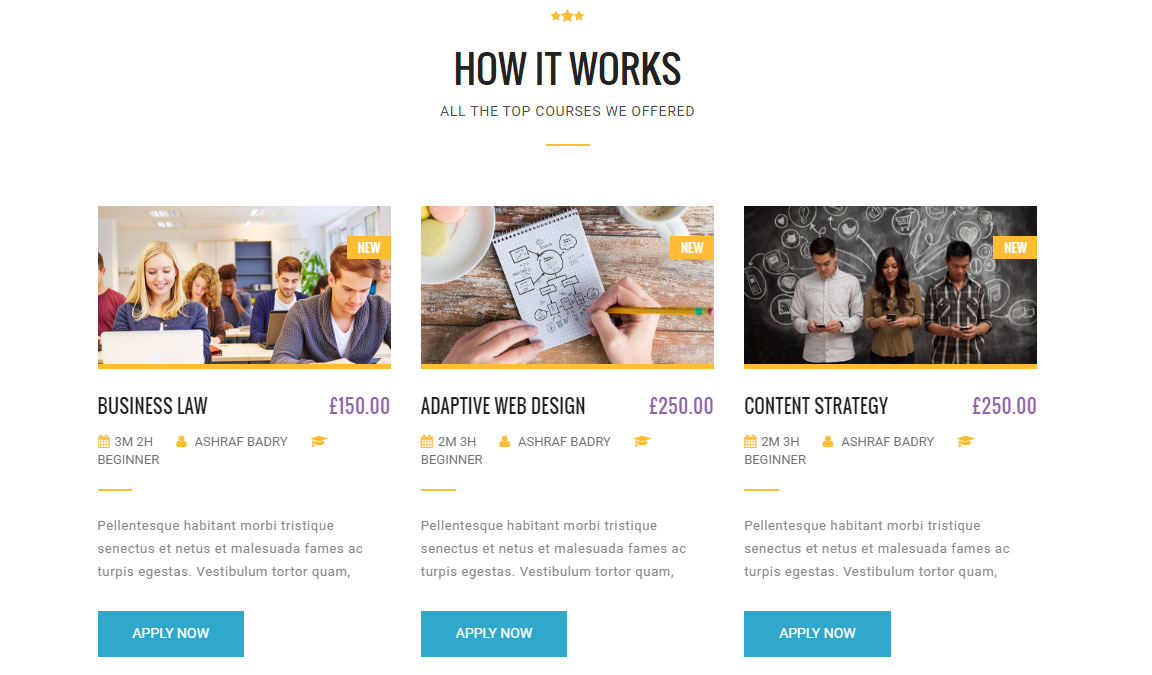 HOW IT WORKS
ALL THE TOP COURSES WE OFFERED
NEW
BUSINESS LAW £150.00
3M 2H ASHRAF BADRY
BEGINNER
Pellentesque habitant morbi tristique
senectus et netus et malesuada fames ac
turpis egestas. Vestibulum tortor quam,
APPLY NOW
NEW
ADAPTIVE WEB DESIGN £250.00
2M 3H ASHRAF BADRY
BEGINNER
Pellentesque habitant morbi tristique
senectus et netus et malesuada fames ac
turpis egestas. Vestibulum tortor quam,
APPLY NOW
NEW
CONTENT STRATEGY £250.00
2M 3H ASHRAF BADRY
BEGINNER
Pellentesque habitant morbi tristique
senectus et netus et malesuada fames ac
turpis egestas. Vestibulum tortor quam,
APPLY NOW